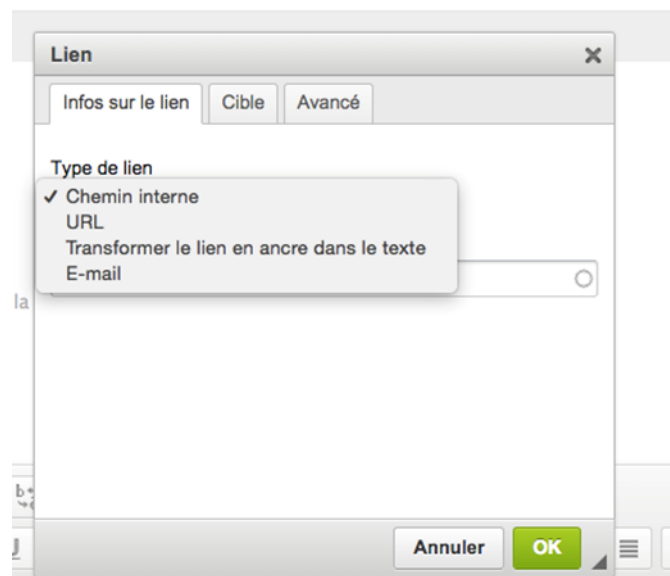 Lien
Infos sur le lien Cible Avancé
Type de lien
✓ Chemin interne
URL
Transformer le lien en ancre dans le texte
E-mail
la
Annuler OK